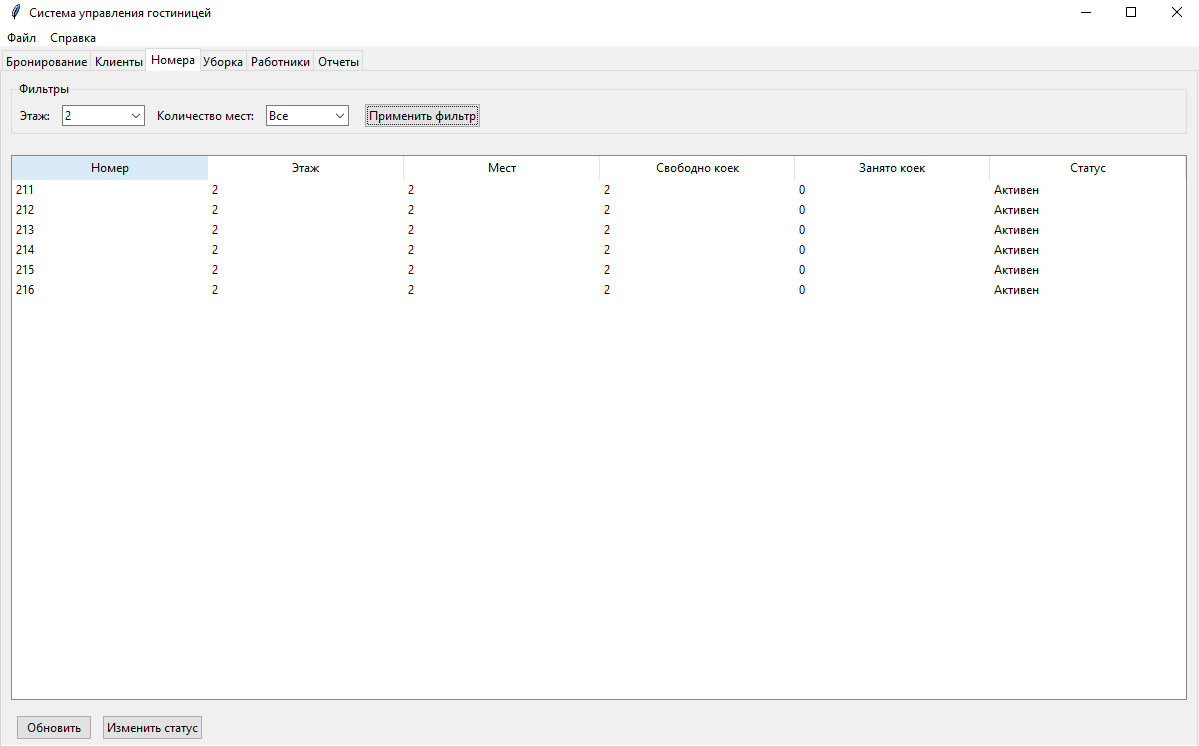 Система управления гостиницей
Файл Справка
Бронирование Клиенты Номера Уборка Работники Отчеты
Фильтры
Этаж: 2 Количество мест: Все Применить фильтр
Номер Этаж Мест Свободно коек Занято коек Статус
211 2 2 2 0 Активен
212 2 2 2 0 Активен
213 2 2 2 0 Активен
214 2 2 2 0 Активен
215 2 2 2 0 Активен
216 2 2 2 0 Активен
Обновить Изменить статус